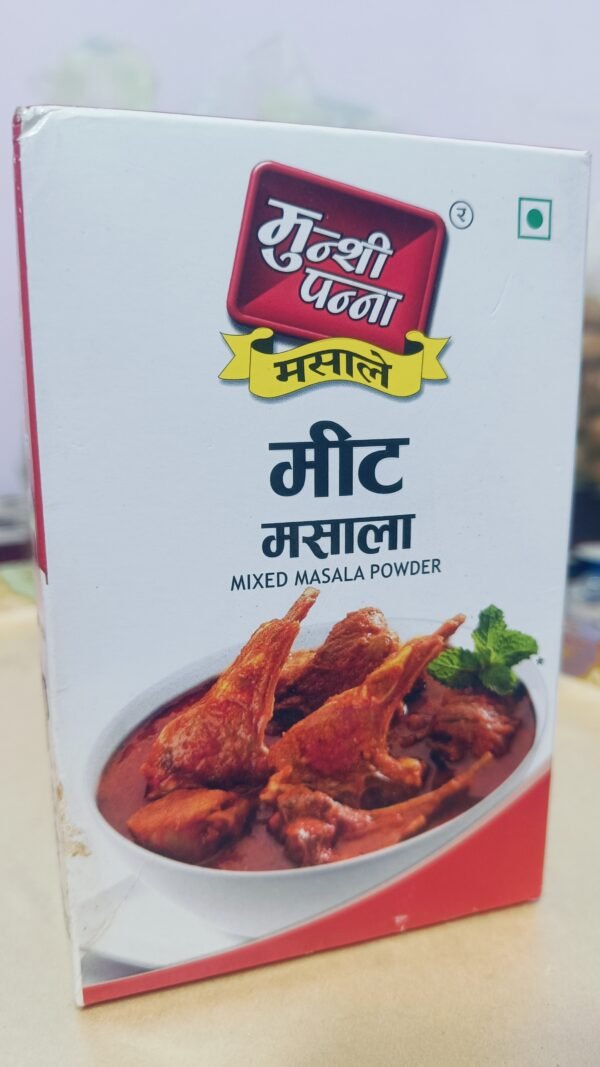 मुन्शी
पन्ना
र
मसाले
मीट
मसाला
MIXED MASALA POWDER
*